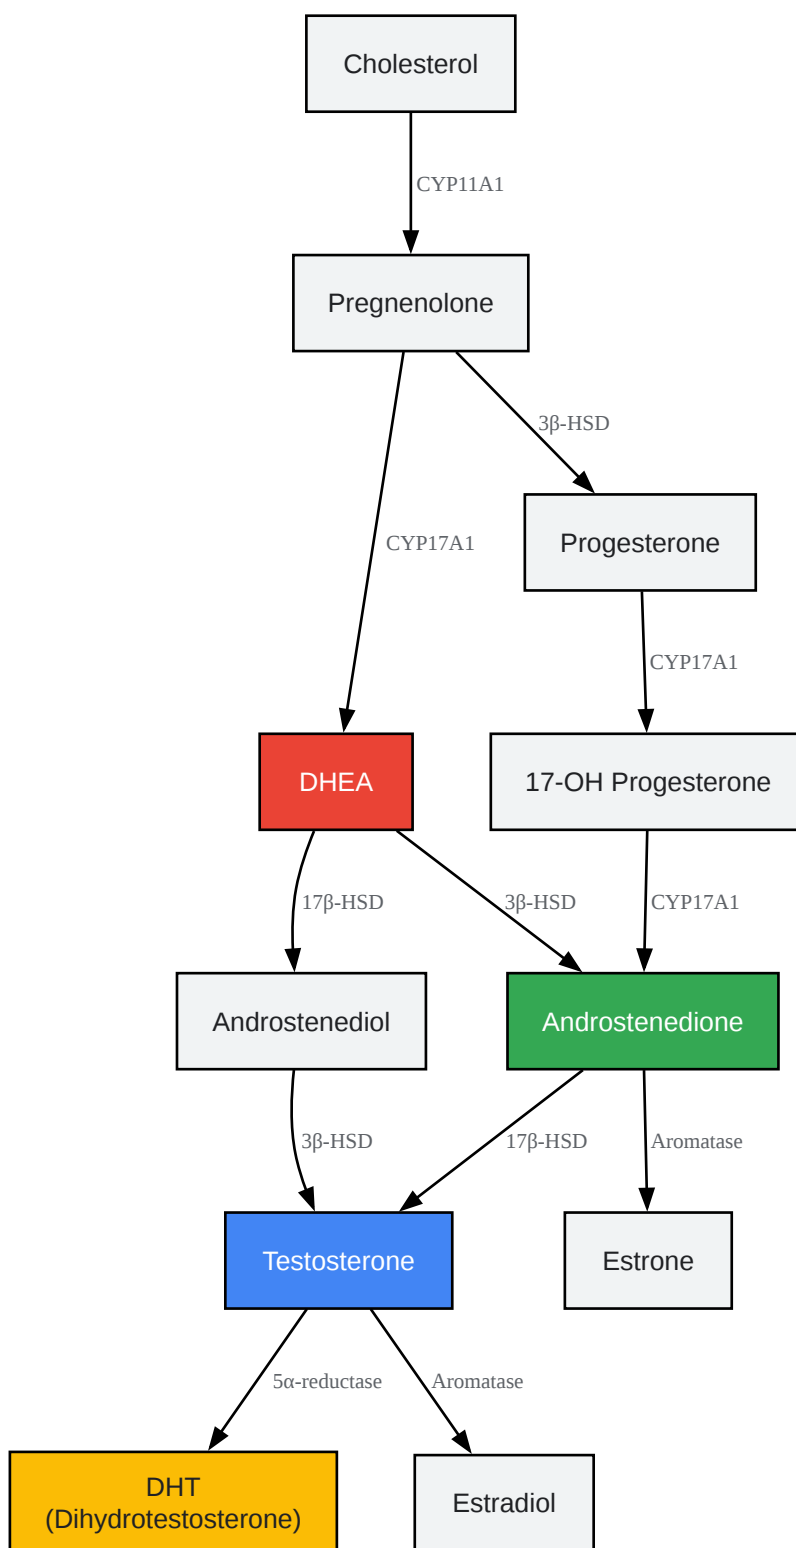 Cholesterol
CYP11A1
Pregnenolone
3β-HSD
CYP17A1
Progesterone
CYP17A1
DHEA
17-OH Progesterone
17β-HSD
3β-HSD
CYP17A1
Androstenediol
Androstenedione
3β-HSD
17β-HSD
Aromatase
Testosterone
Estrone
5α-reductase
Aromatase
DHT
(Dihydrotestosterone)
Estradiol